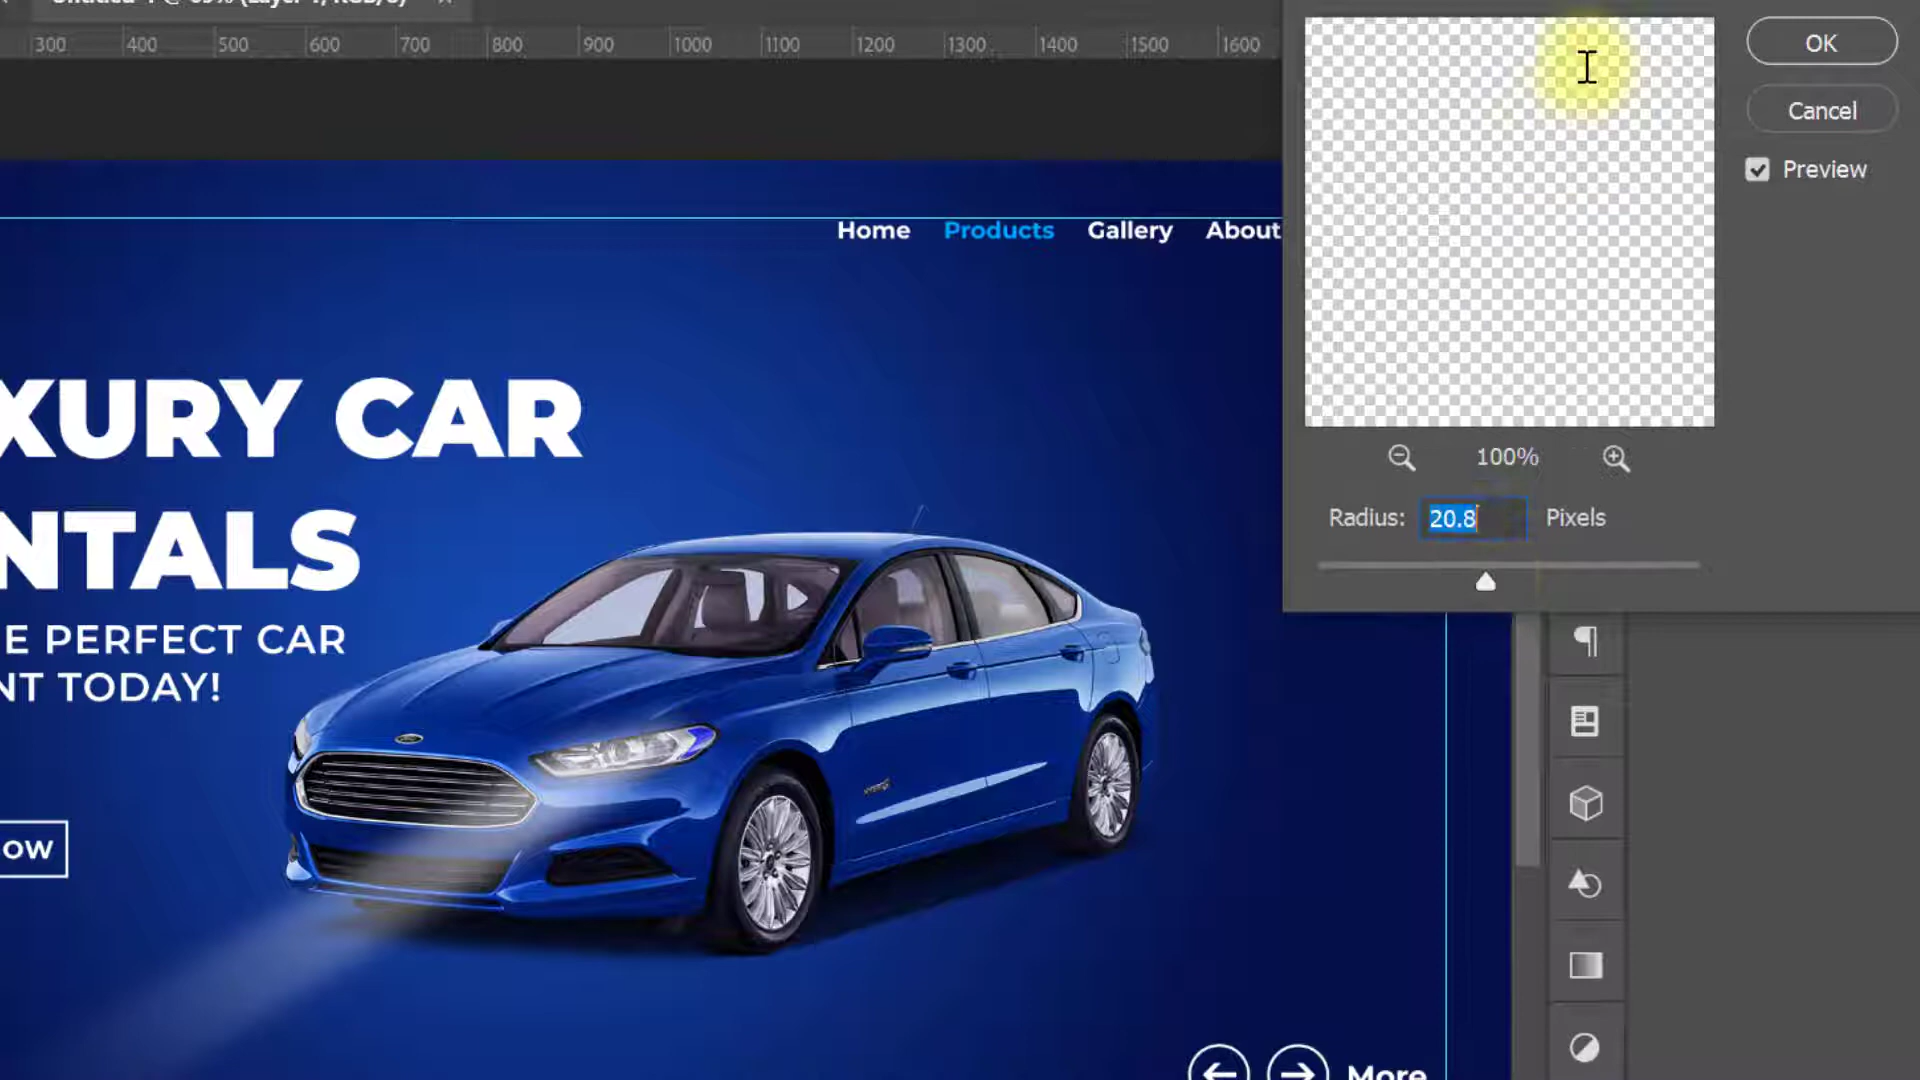 300 400 500 600 700 800 900 1000 1100 1200 1300 1400 1500 1600
OK
Cancel
Preview
Home Products Gallery About
100%
Radius: 20.8 Pixels
XURY CAR
NTALS
E PERFECT CAR
NT TODAY!
OW
More